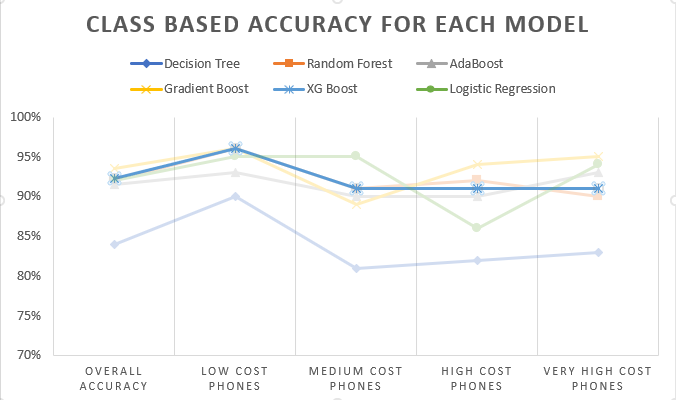 CLASS BASED ACCURACY FOR EACH MODEL
Decision Tree Random Forest AdaBoost
Gradient Boost XG Boost Logistic Regression
100%
95%
90%
85%
80%
75%
70%
OVERALL LOW COST MEDIUM COST HIGH COST VERY HIGH COST
ACCURACY PHONES PHONES PHONES PHONES